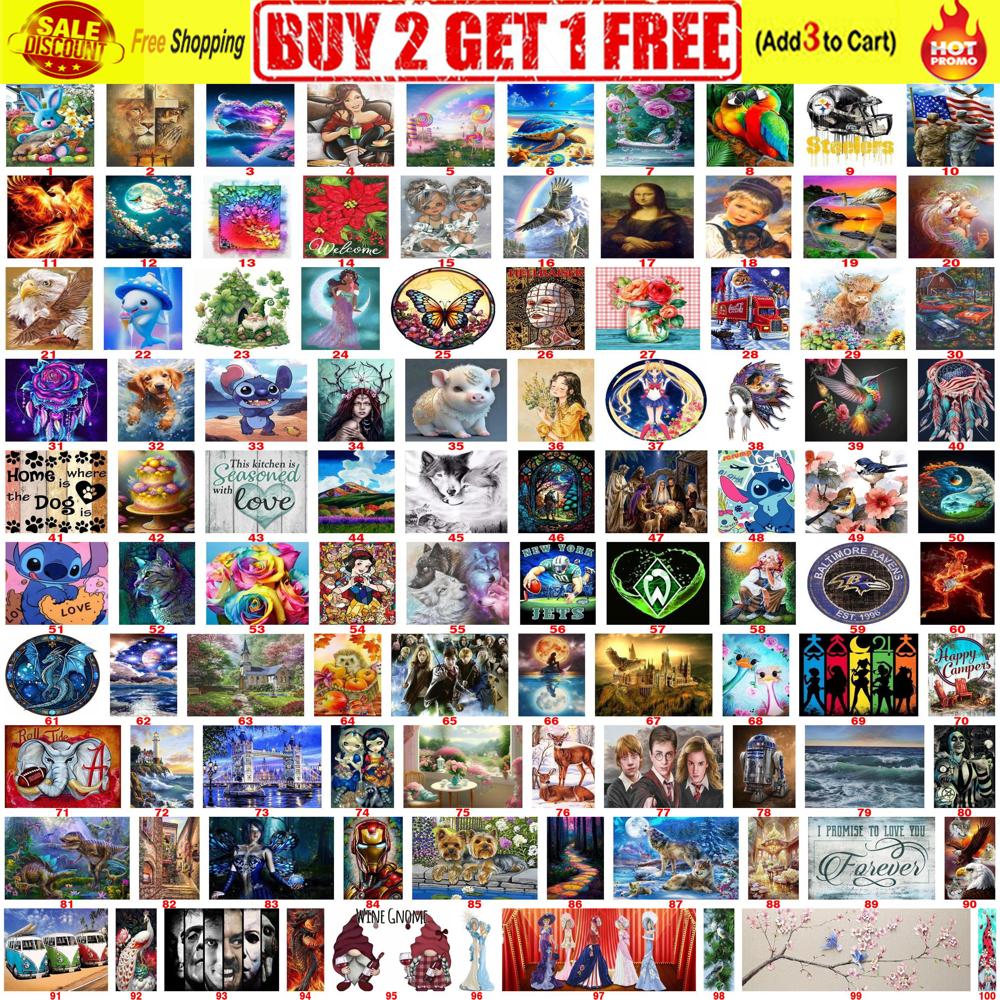 SALE
DISCOUNT
Free Shopping
BUY 2 GET 1 FREE
(Add 3 to Cart)
HOT
PROMO
Steelers
1 2 3 4 5 6 7 8 9 10
Welcome
11 12 13 14 15 16 17 18 19 20
HELLRAISER
Coca-Cola
21 22 23 24 25 26 27 28 29 30
31 32 33 34 35 36 37 38 39 40
Home is where
the Dog is
This kitchen is
Seasoned
with love
41 42 43 44 45 46 47 48 49 50
LOVE
NEW YORK
JETS
BALTIMORE RAVENS
EST. 1996
51 52 53 54 55 56 57 58 59 60
Happy
Campers
61 62 63 64 65 66 67 68 69 70
Roll Tide
A
71 72 73 74 75 76 77 78 79 80
I PROMISE TO LOVE YOU
Forever
81 82 83 84 85 86 87 88 89 90
WINE GNOME
91 92 93 94 95 96 97 98 99 100